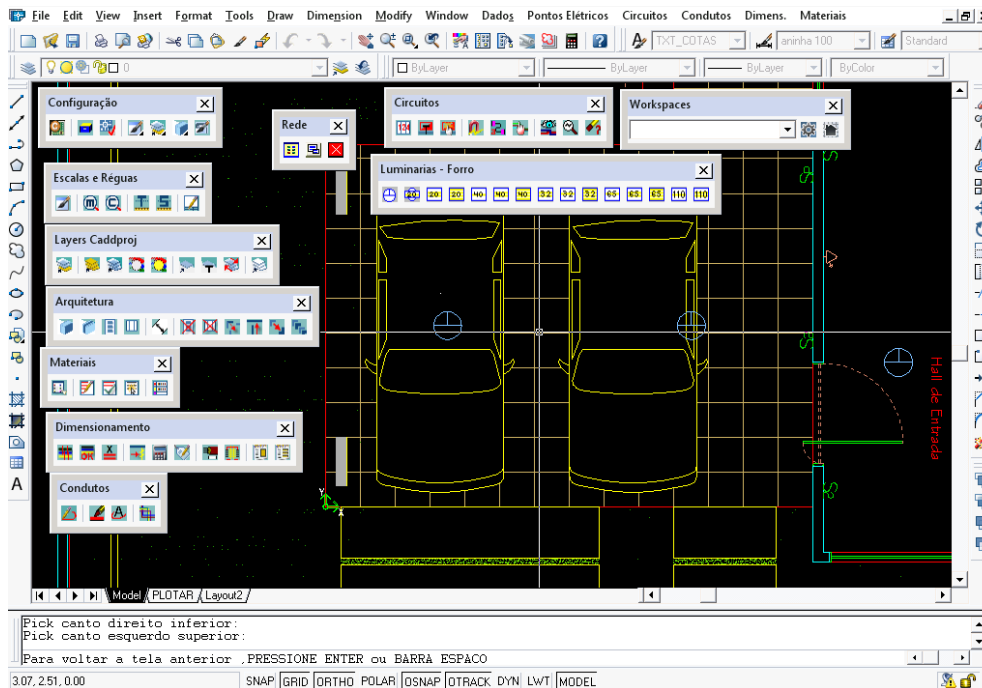 File Edit View Insert Format Tools Draw Dimension Modify Window Dados Pontos Elétricos Circuitos Condutos Dimens. Materiais
TXT_COTAS aninha 100 Standard
0 ByLayer ByLayer ByLayer ByColor
Configuração
Circuitos
Workspaces
Rede
Luminarias - Forro
20 20 20 40 40 40 32 32 32 65 65 65 110 110
Escalas e Réguas
Layers Caddproj
Arquitetura
Materiais
Dimensionamento
Condutos
Hall de Entrada
S
S
S
Y
X
A
Model PLOTAR Layout2
Pick canto direito inferior:
Pick canto esquerdo superior:
Para voltar a tela anterior ,PRESSIONE ENTER ou BARRA ESPACO
3.07, 2.51, 0.00 SNAP GRID ORTHO POLAR OSNAP OTRACK DYN LWT MODEL